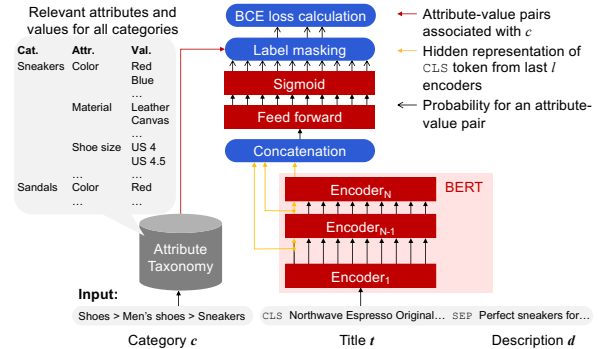 Relevant attributes and
values for all categories
Cat. Attr. Val.
Sneakers Color Red
Blue
...
Material Leather
Canvas
...
Shoe size US 4
US 4.5
... ...
Sandals Color Red
... ...
Attribute
Taxonomy
BCE loss calculation
Label masking
Sigmoid
Feed forward
Concatenation
BERT
EncoderN
EncoderN-1
Encoder1
Attribute-value pairs
associated with c
Hidden representation of
CLS token from last l
encoders
Probability for an attribute-
value pair
Input:
Shoes > Men's shoes > Sneakers
CLS Northwave Espresso Original... SEP Perfect sneakers for...
Category c Title t Description d